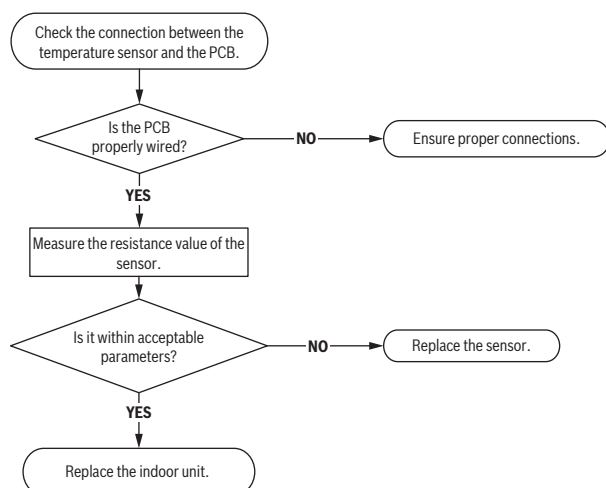 Check the connection between the
temperature sensor and the PCB.
Is the PCB
properly wired?
NO
Ensure proper connections.
YES
Measure the resistance value of the
sensor.
Is it within acceptable
parameters?
NO
Replace the sensor.
YES
Replace the indoor unit.